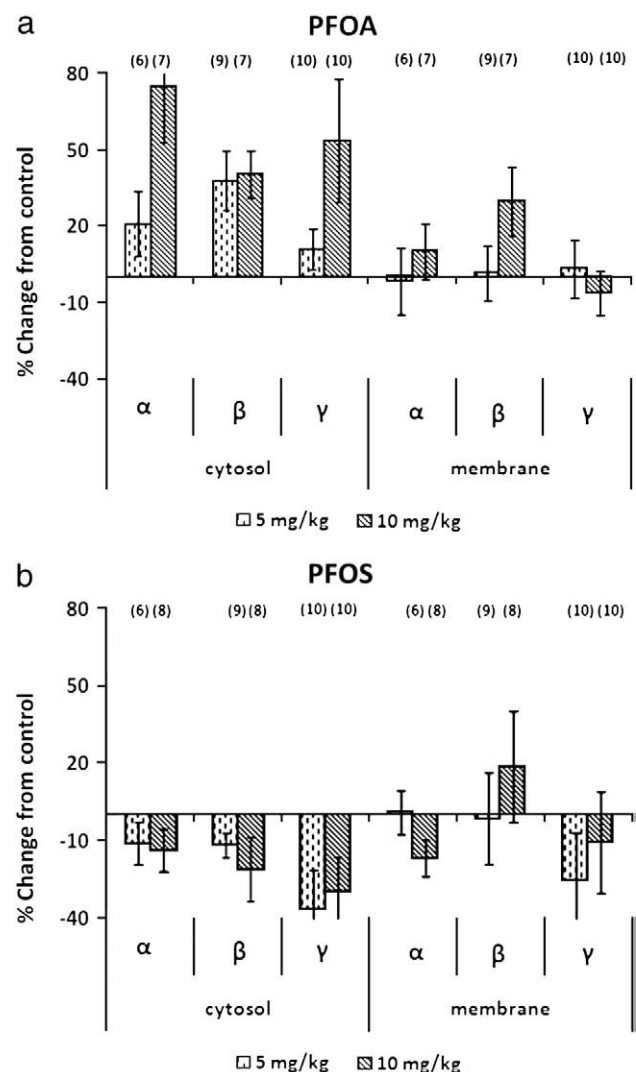 a
PFOA
(6) (7) (9) (7) (10) (10) (6) (7) (9) (7) (10) (10)
80
50
20
-10
-40
% Change from control
α β γ α β γ
cytosol membrane
5 mg/kg 10 mg/kg
b
PFOS
(6) (8) (9) (8) (10) (10) (6) (8) (9) (8) (10) (10)
80
50
20
-10
-40
% Change from control
α β γ α β γ
cytosol membrane
5 mg/kg 10 mg/kg